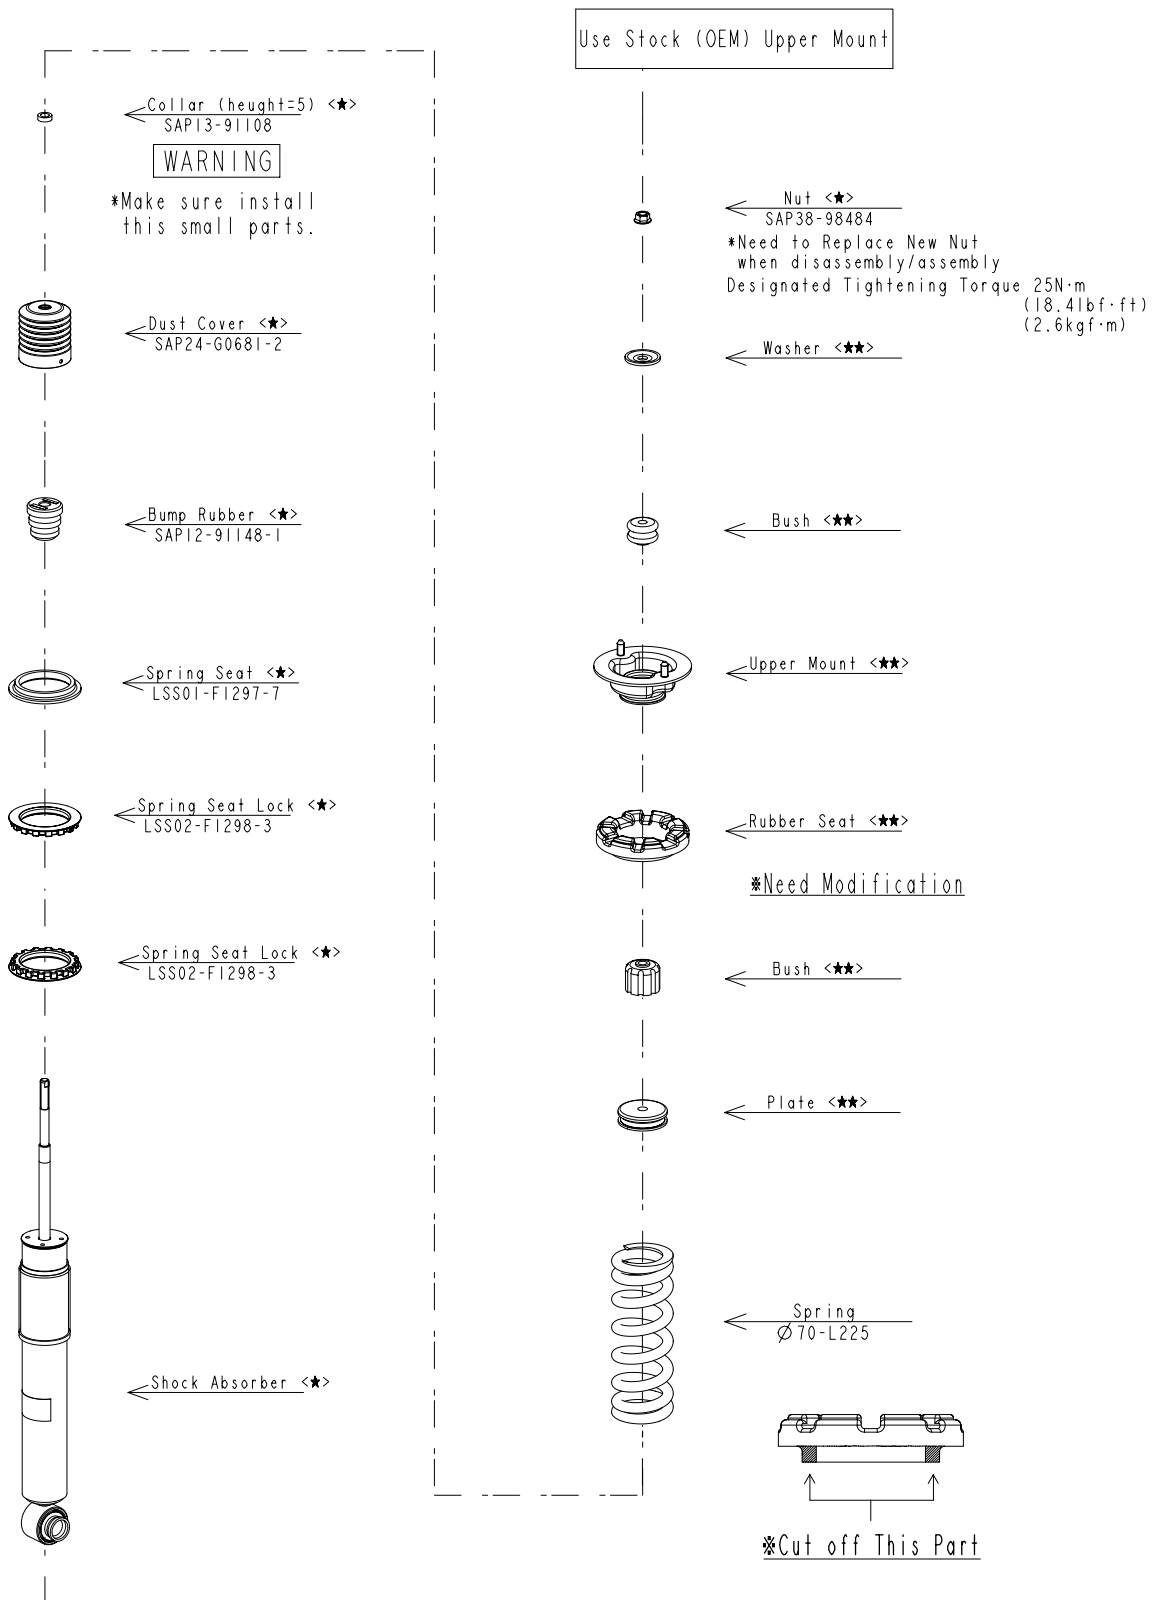 Use Stock (OEM) Upper Mount
Collar (heught=5) <★>
SAP13-91108
WARNING
*Make sure install
this small parts.
Dust Cover <★>
SAP24-G0681-2
Bump Rubber <★>
SAP12-91148-1
Spring Seat <★>
LSS01-F1297-7
Spring Seat Lock <★>
LSS02-F1298-3
Spring Seat Lock <★>
LSS02-F1298-3
Shock Absorber <★>
Nut <★>
SAP38-98484
*Need to Replace New Nut
when disassembly/assembly
Designated Tightening Torque 25N·m
(18.4lbf·ft)
(2.6kgf·m)
Washer <★★>
Bush <★★>
Upper Mount <★★>
Rubber Seat <★★>
※Need Modification
Bush <★★>
Plate <★★>
Spring
∅70-L225
※Cut off This Part